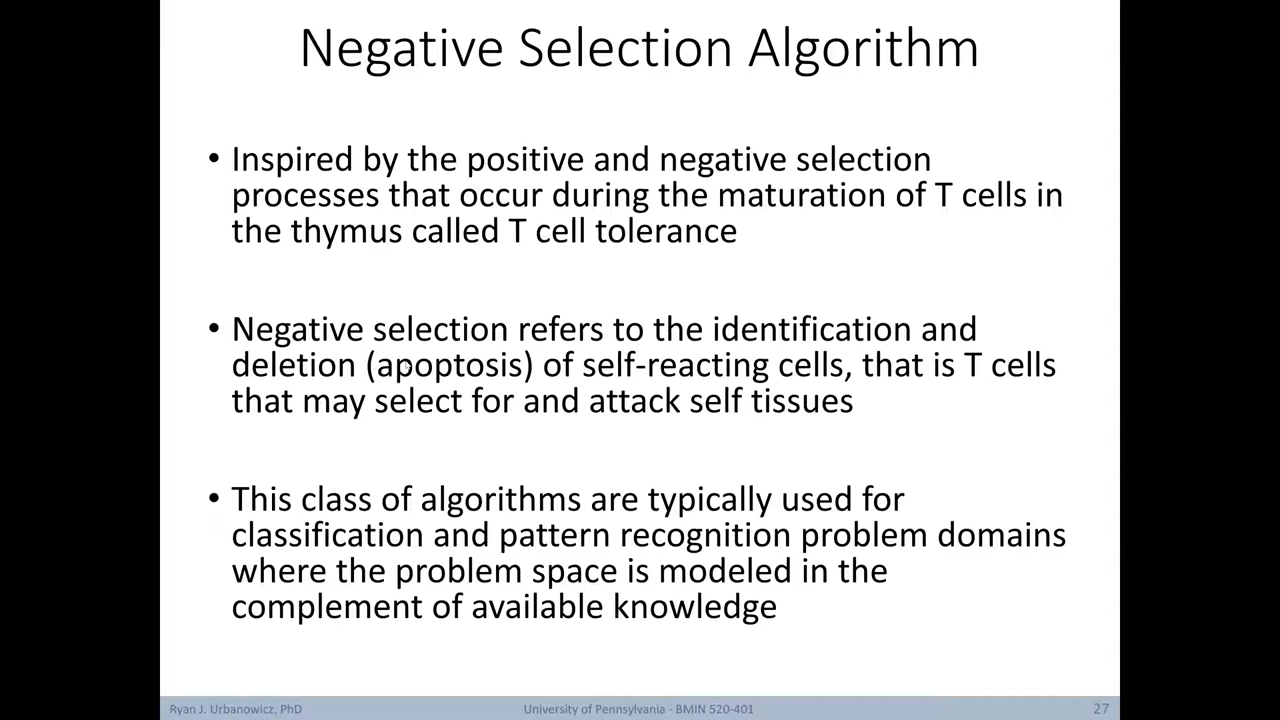 Negative Selection Algorithm
• Inspired by the positive and negative selection
processes that occur during the maturation of T cells in
the thymus called T cell tolerance
• Negative selection refers to the identification and
deletion (apoptosis) of self-reacting cells, that is T cells
that may select for and attack self tissues
• This class of algorithms are typically used for
classification and pattern recognition problem domains
where the problem space is modeled in the
complement of available knowledge
Ryan J. Urbanowicz, PhD
University of Pennsylvania - BMIN 520-401
27